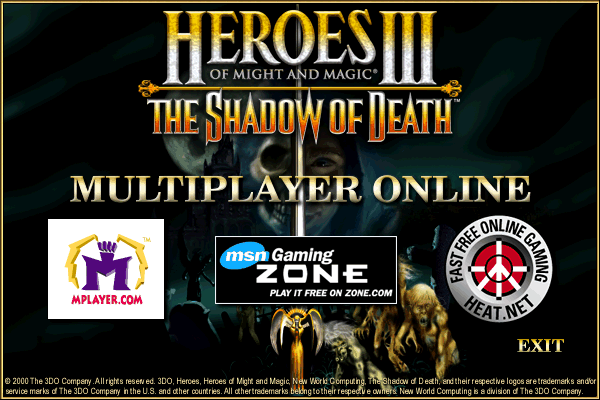 HEROES III
OF MIGHT AND MAGIC®
THE SHADOW OF DEATH™
MULTIPLAYER ONLINE
TM
M
MPLAYER.COM
msn Gaming
ZONE
PLAY IT FREE ON ZONE.COM
FAST FREE ONLINE GAMING
HEAT.NET
EXIT
© 2000 The 3DO Company. All rights reserved. 3DO, Heroes, Heroes of Might and Magic, New World Computing, The Shadow of Death, and their respective logos are trademarks and/or
service marks of The 3DO Company in the U.S. and other countries. All other trademarks belong to their respective owners. New World Computing is a division of The 3DO Company.